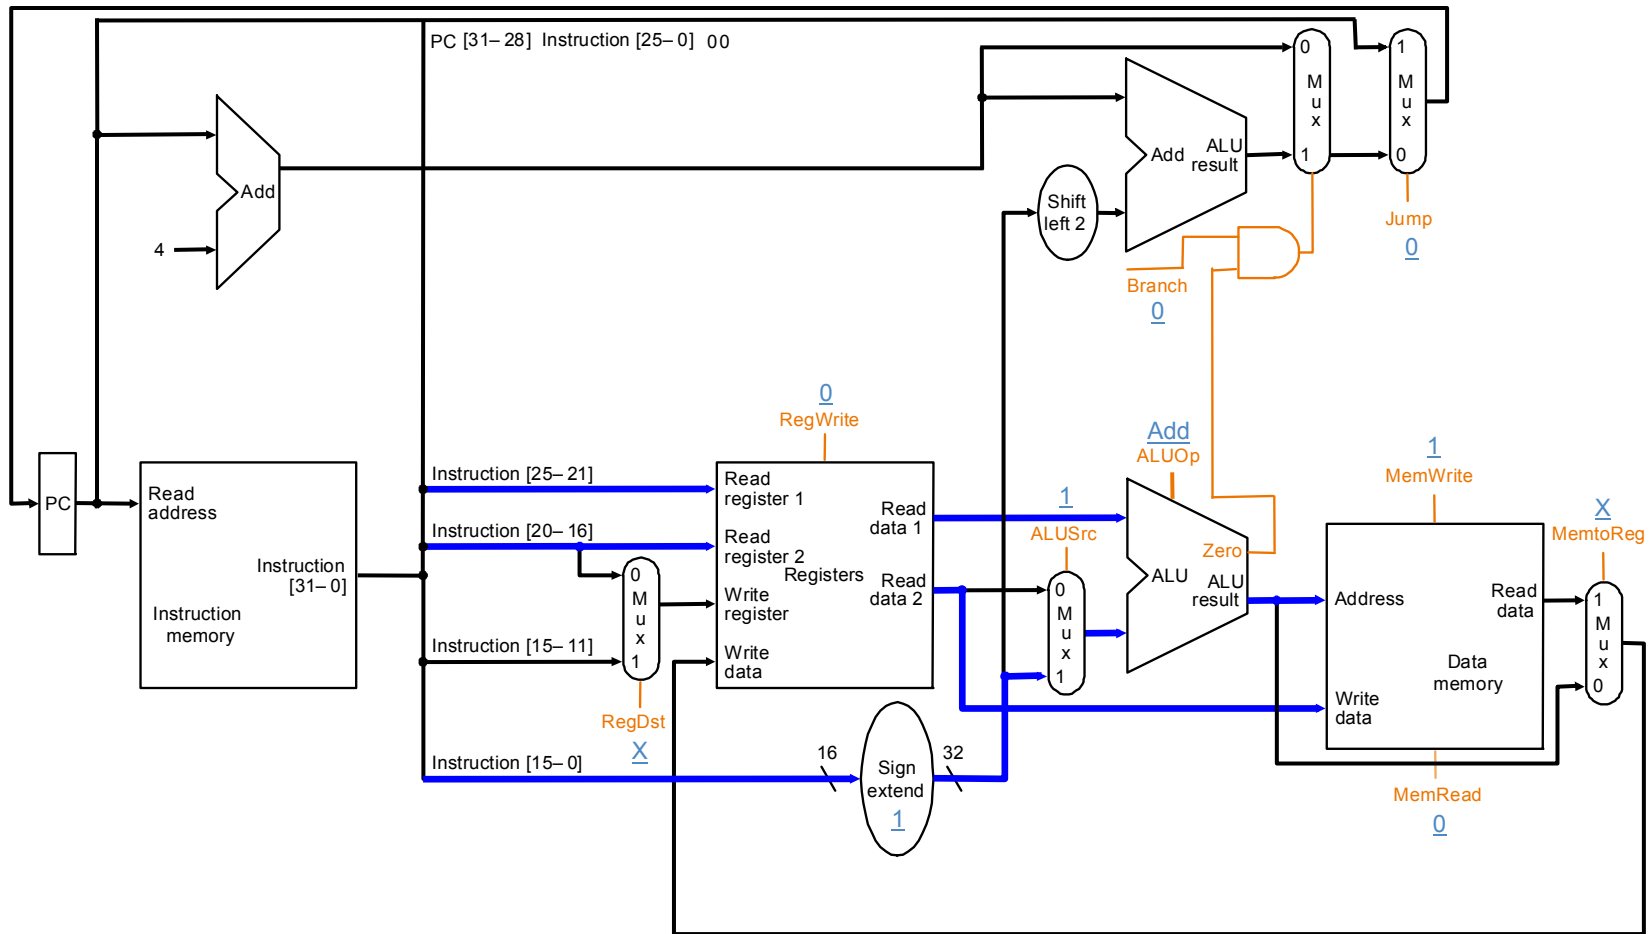 PC [31–28] Instruction [25–0] 00
0
M
u
x
1
1
M
u
x
0
Add
ALU
result
Add
4
Shift
left 2
Jump
0
Branch
0
0
RegWrite
Add
ALUOp
1
MemWrite
X
MemtoReg
PC
Read
address
Instruction
[31–0]
Instruction
memory
Instruction [25–21]
Instruction [20–16]
Instruction [15–11]
Instruction [15–0]
0
M
u
x
1
RegDst
X
Read
register 1
Read
register 2
Write
register
Write
data
Registers
Read
data 1
Read
data 2
1
ALUSrc
0
M
u
x
1
Zero
ALU
ALU
result
Address
Write
data
Read
data
Data
memory
1
M
u
x
0
MemRead
0
16
Sign
extend
1
32